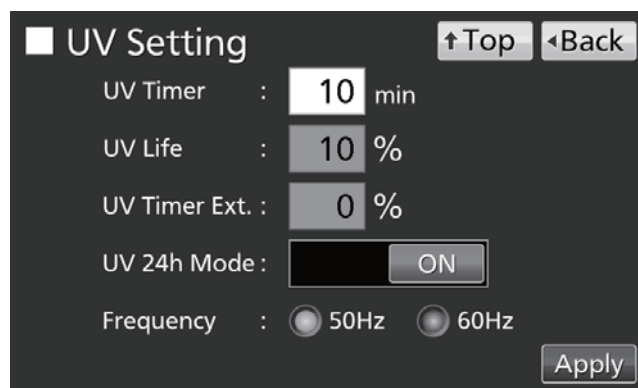 UV Setting
↑Top
◂Back
UV Timer : 10 min
UV Life : 10 %
UV Timer Ext. : 0 %
UV 24h Mode : ON
Frequency : 50Hz 60Hz
Apply